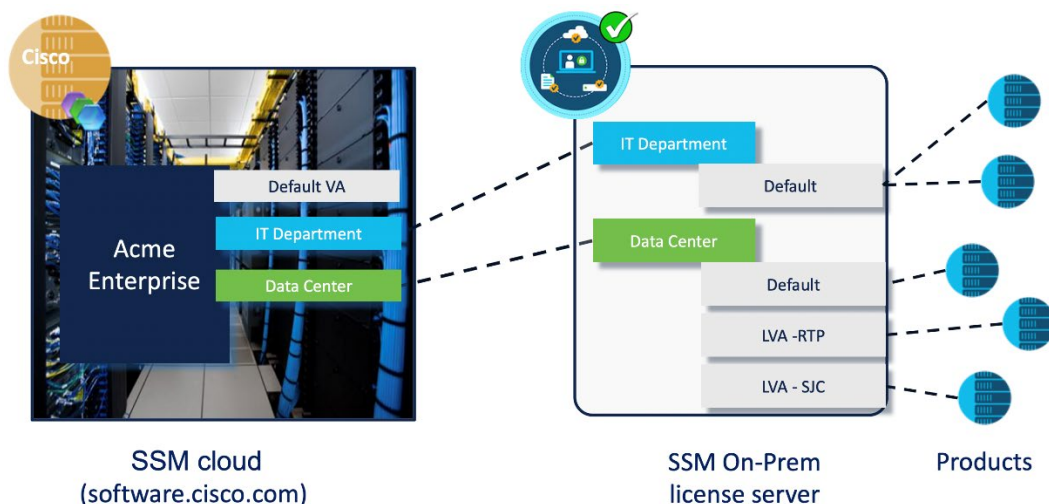 Cisco
Default VA
IT Department
Acme
Enterprise
Data Center
IT Department
Default
Data Center
Default
LVA -RTP
LVA - SJC
SSM cloud
(software.cisco.com)
SSM On-Prem
license server
Products